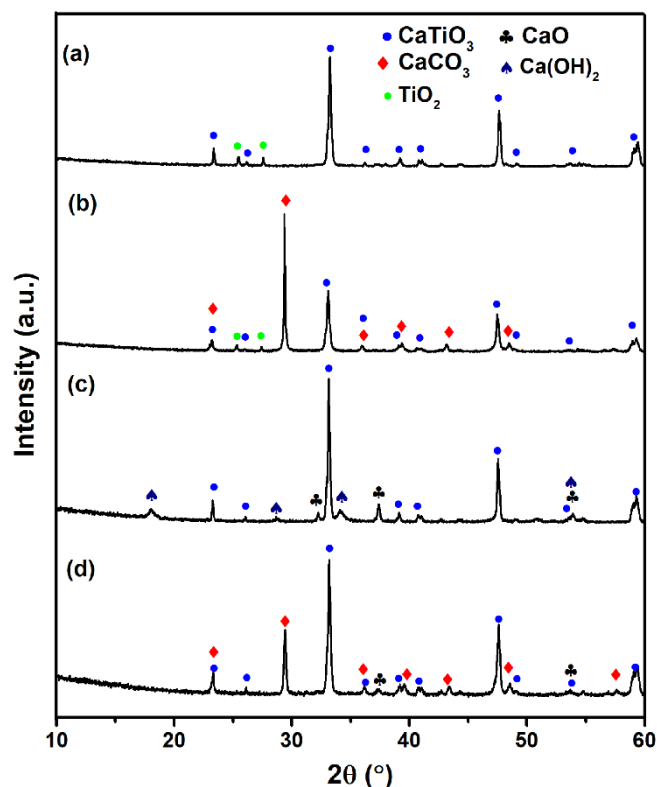 (a)
CaTiO₃
CaO
CaCO₃
Ca(OH)₂
TiO₂
(b)
(c)
(d)
Intensity (a.u.)
10 20 30 40 50 60
2θ (°)